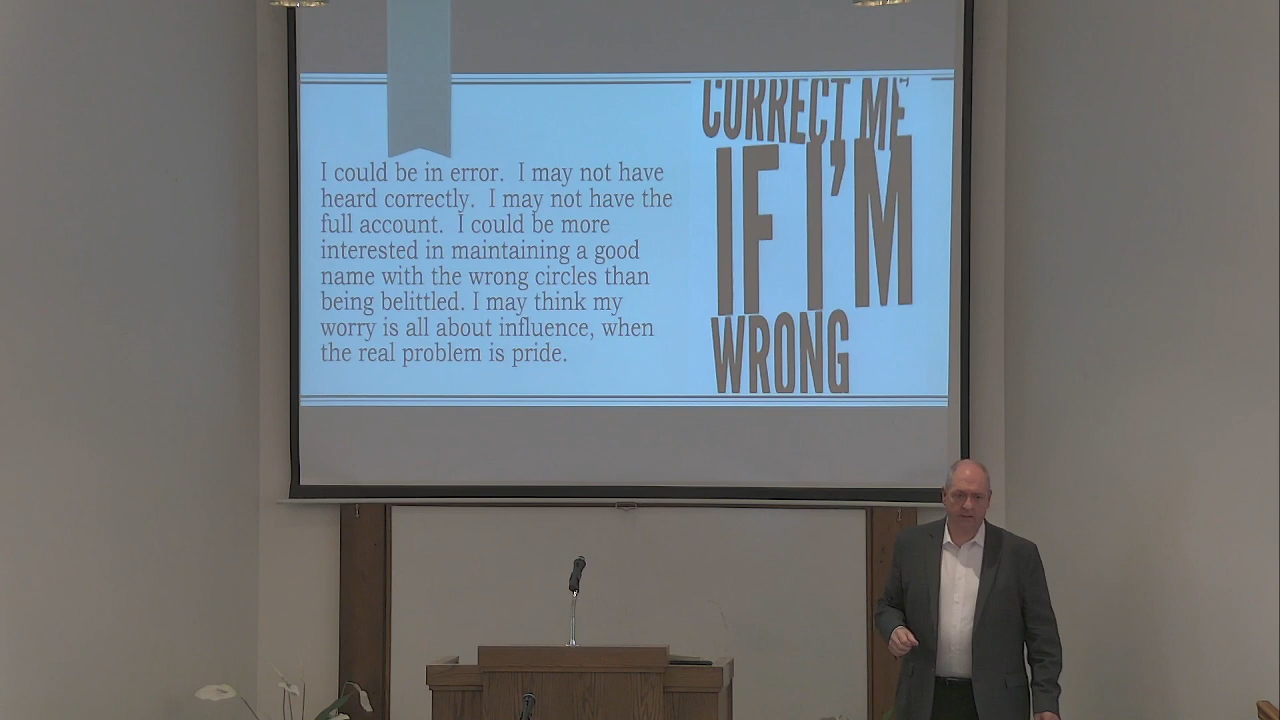 I could be in error.  I may not have
heard correctly.  I may not have the
full account.  I could be more
interested in maintaining a good
name with the wrong circles than
being belittled. I may think my
worry is all about influence, when
the real problem is pride.
CORRECT ME
IF I'M
WRONG